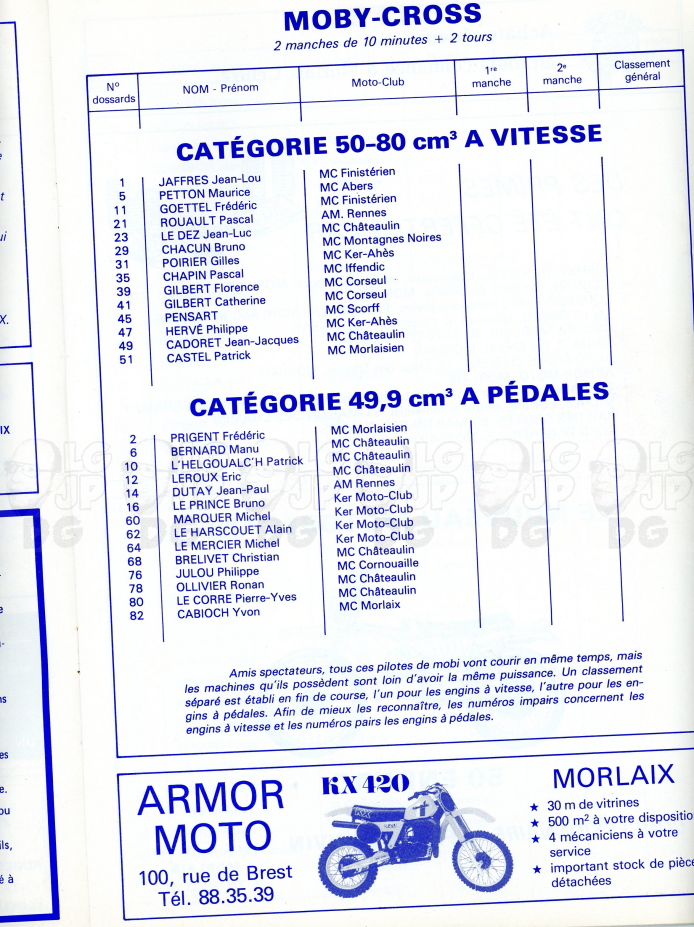 MOBY-CROSS
2 manches de 10 minutes + 2 tours
N° dossards NOM - Prénom Moto-Club 1re manche 2e manche Classement général
CATÉGORIE 50-80 cm³ A VITESSE
1 JAFFRES Jean-Lou MC Finistérien
5 PETTON Maurice MC Abers
11 GOETTEL Frédéric MC Finistérien
21 ROUAULT Pascal AM. Rennes
23 LE DEZ Jean-Luc MC Châteaulin
29 CHACUN Bruno MC Montagnes Noires
31 POIRIER Gilles MC Ker-Ahès
35 CHAPIN Pascal MC Iffendic
39 GILBERT Florence MC Corseul
41 GILBERT Catherine MC Corseul
45 PENSART MC Scorff
47 HERVÉ Philippe MC Ker-Ahès
49 CADORET Jean-Jacques MC Châteaulin
51 CASTEL Patrick MC Morlaisien
CATÉGORIE 49,9 cm³ A PÉDALES
2 PRIGENT Frédéric MC Morlaisien
6 BERNARD Manu MC Châteaulin
10 L'HELGOUALC'H Patrick MC Châteaulin
12 LEROUX Eric MC Châteaulin
14 DUTAY Jean-Paul AM Rennes
16 LE PRINCE Bruno Ker Moto-Club
60 MARQUER Michel Ker Moto-Club
62 LE HARSCOUET Alain Ker Moto-Club
64 LE MERCIER Michel Ker Moto-Club
68 BRELIVET Christian MC Châteaulin
76 JULOU Philippe MC Cornouaille
78 OLLIVIER Ronan MC Châteaulin
80 LE CORRE Pierre-Yves MC Châteaulin
82 CABIOCH Yvon MC Morlaix
Amis spectateurs, tous ces pilotes de mobi vont courir en même temps, mais
les machines qu'ils possèdent sont loin d'avoir la même puissance. Un classement
séparé est établi en fin de course, l'un pour les engins à vitesse, l'autre pour les en-
gins à pédales. Afin de mieux les reconnaître, les numéros impairs concernent les
engins à vitesse et les numéros pairs les engins à pédales.
ARMOR
MOTO
100, rue de Brest
Tél. 88.35.39
KX 420
MORLAIX
★ 30 m de vitrines
★ 500 m² à votre dispositio
★ 4 mécaniciens à votre
service
★ important stock de pièce
détachées
LG JP DG